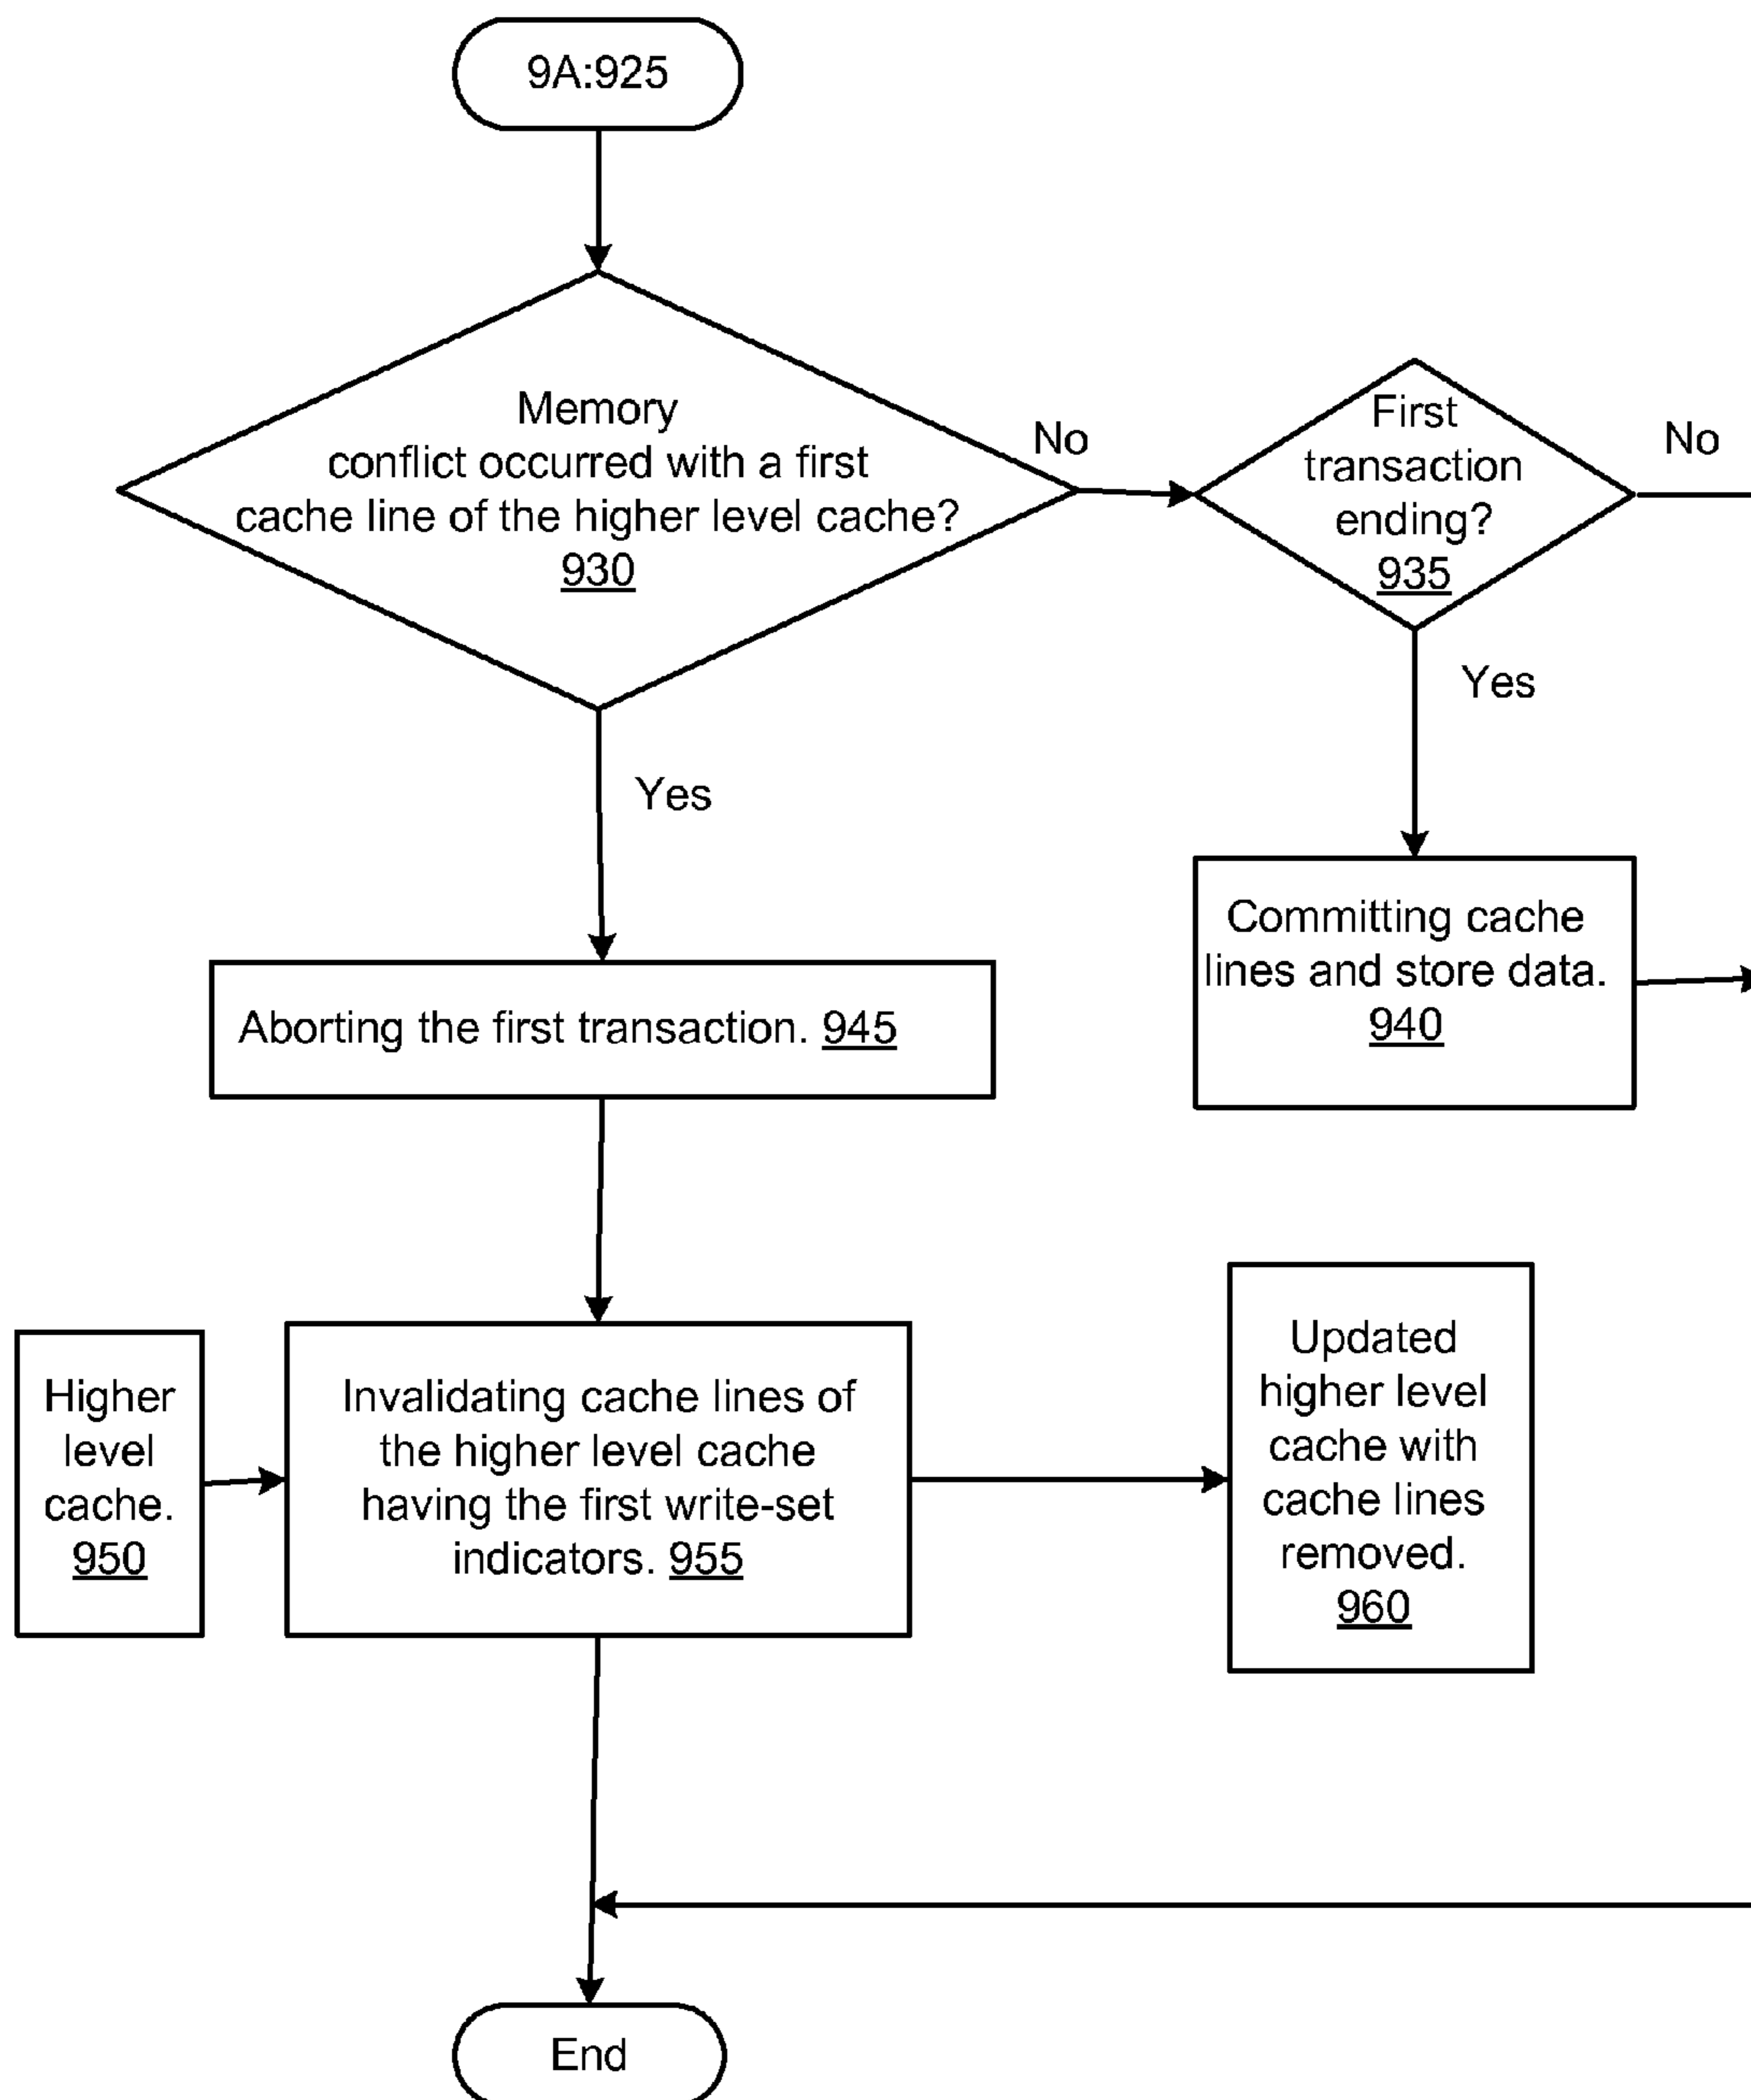 9A:925
Memory
conflict occurred with a first
cache line of the higher level cache?
930
No
First
transaction
ending?
935
No
Yes
Yes
Committing cache
lines and store data.
940
Aborting the first transaction. 945
Higher
level
cache.
950
Invalidating cache lines of
the higher level cache
having the first write-set
indicators. 955
Updated
higher level
cache with
cache lines
removed.
960
End